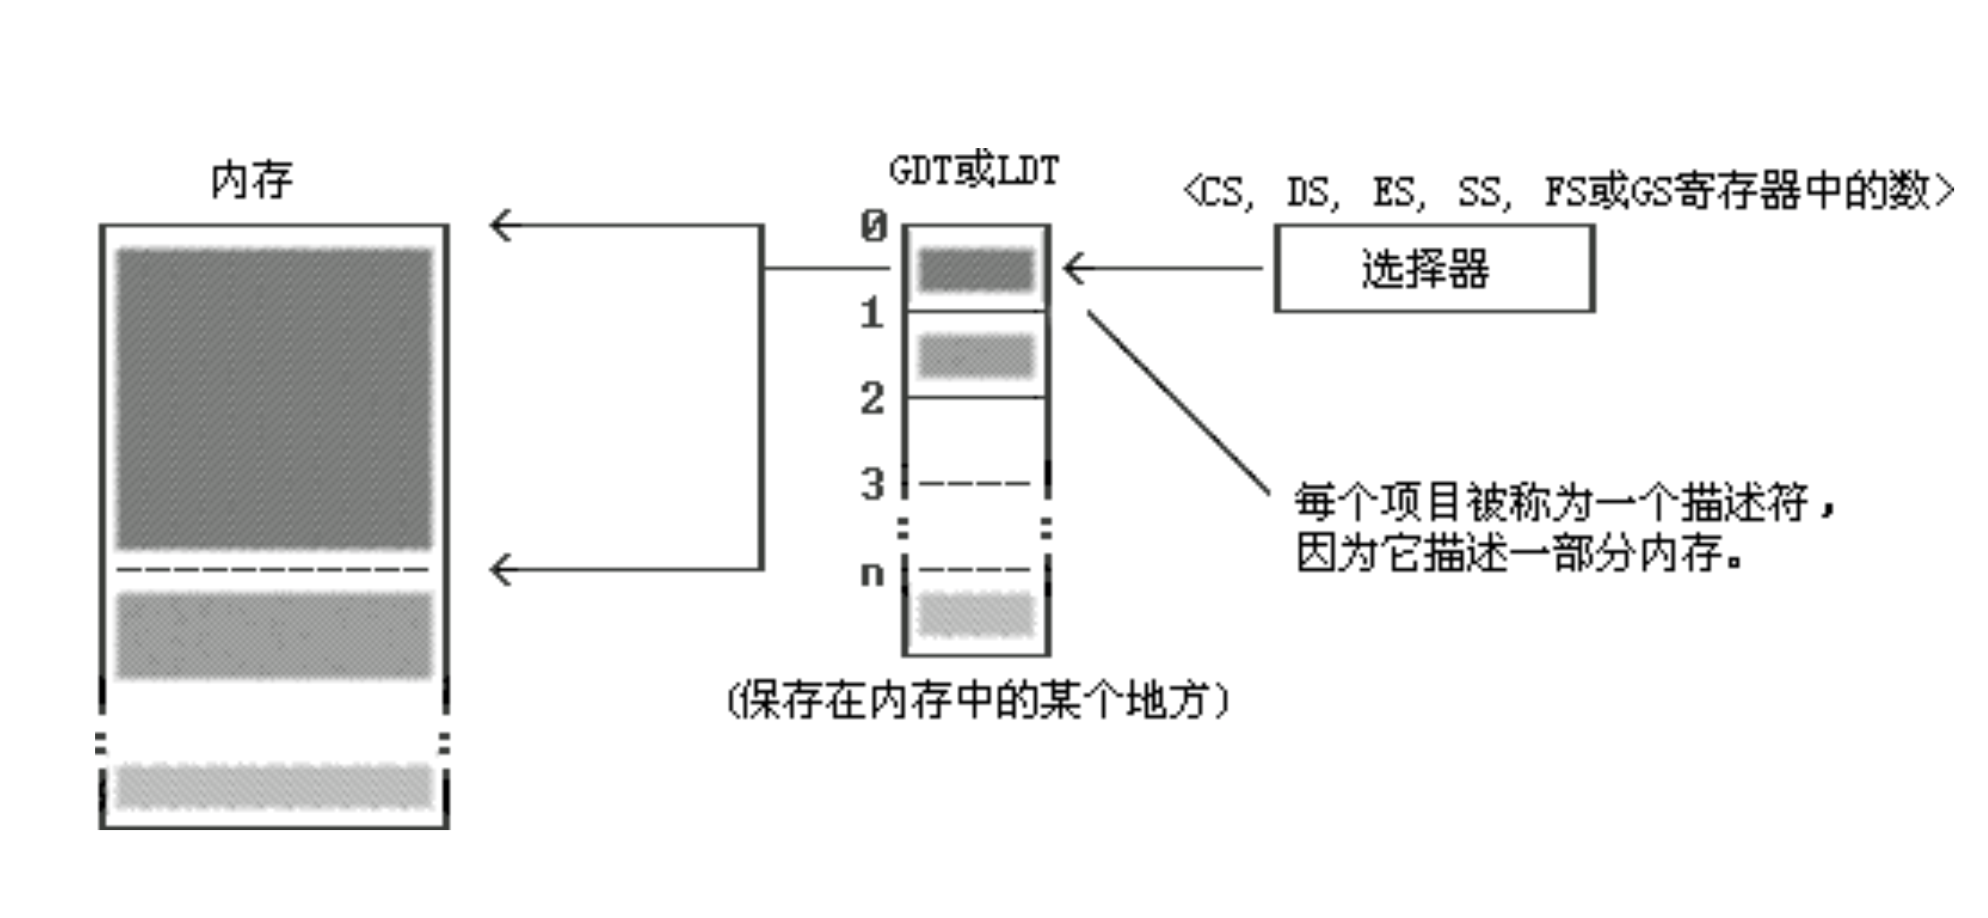 内存
GDT或LDT
<CS, DS, ES, SS, FS或GS寄存器中的数>
选择器
0
1
2
3
n
每个项目被称为一个描述符，
因为它描述一部分内存。
(保存在内存中的某个地方)